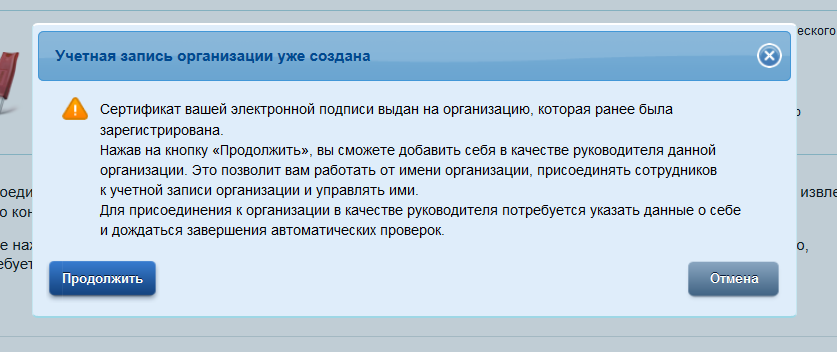 еского
Учетная запись организации уже создана
Сертификат вашей электронной подписи выдан на организацию, которая ранее была
зарегистрирована.
Нажав на кнопку «Продолжить», вы сможете добавить себя в качестве руководителя данной
организации. Это позволит вам работать от имени организации, присоединять сотрудников
к учетной записи организации и управлять ими.
Для присоединения к организации в качестве руководителя потребуется указать данные о себе
и дождаться завершения автоматических проверок.
Продолжить
Отмена